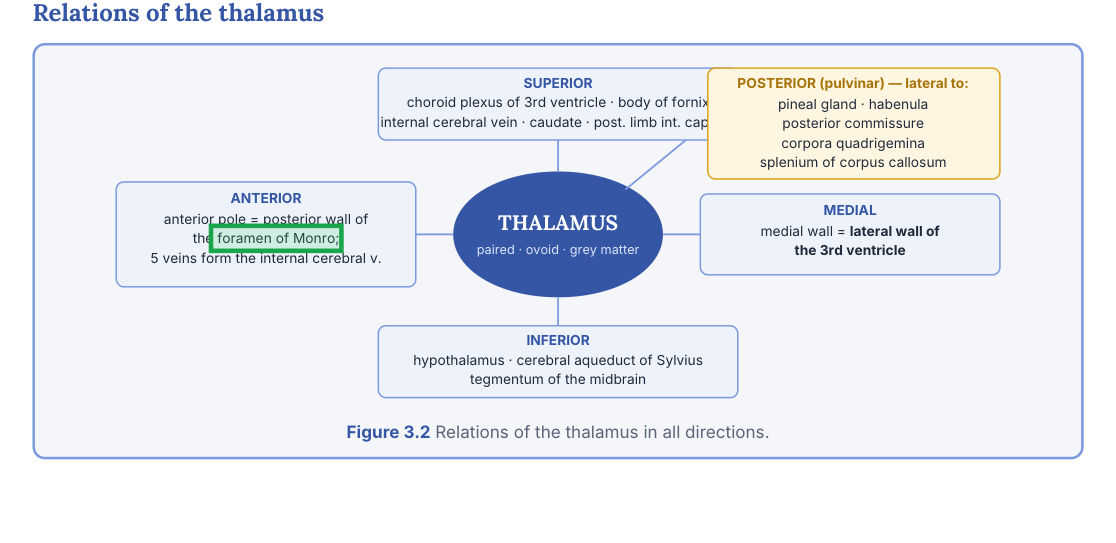 Relations of the thalamus
SUPERIOR
choroid plexus of 3rd ventricle · body of fornix
internal cerebral vein · caudate · post. limb int. cap
POSTERIOR (pulvinar) — lateral to:
pineal gland · habenula
posterior commissure
corpora quadrigemina
splenium of corpus callosum
ANTERIOR
anterior pole = posterior wall of
the foramen of Monro;
5 veins form the internal cerebral v.
THALAMUS
paired · ovoid · grey matter
MEDIAL
medial wall = lateral wall of
the 3rd ventricle
INFERIOR
hypothalamus · cerebral aqueduct of Sylvius
tegmentum of the midbrain
Figure 3.2 Relations of the thalamus in all directions.